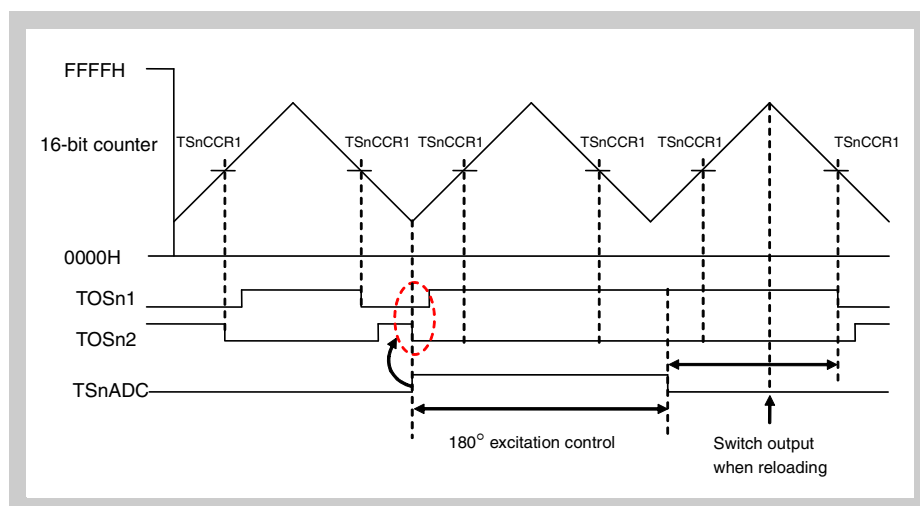 FFFFH
16-bit counter
TSnCCR1 TSnCCR1 TSnCCR1 TSnCCR1 TSnCCR1 TSnCCR1
0000H
TOSn1
TOSn2
TSnADC
180° excitation control
Switch output
when reloading